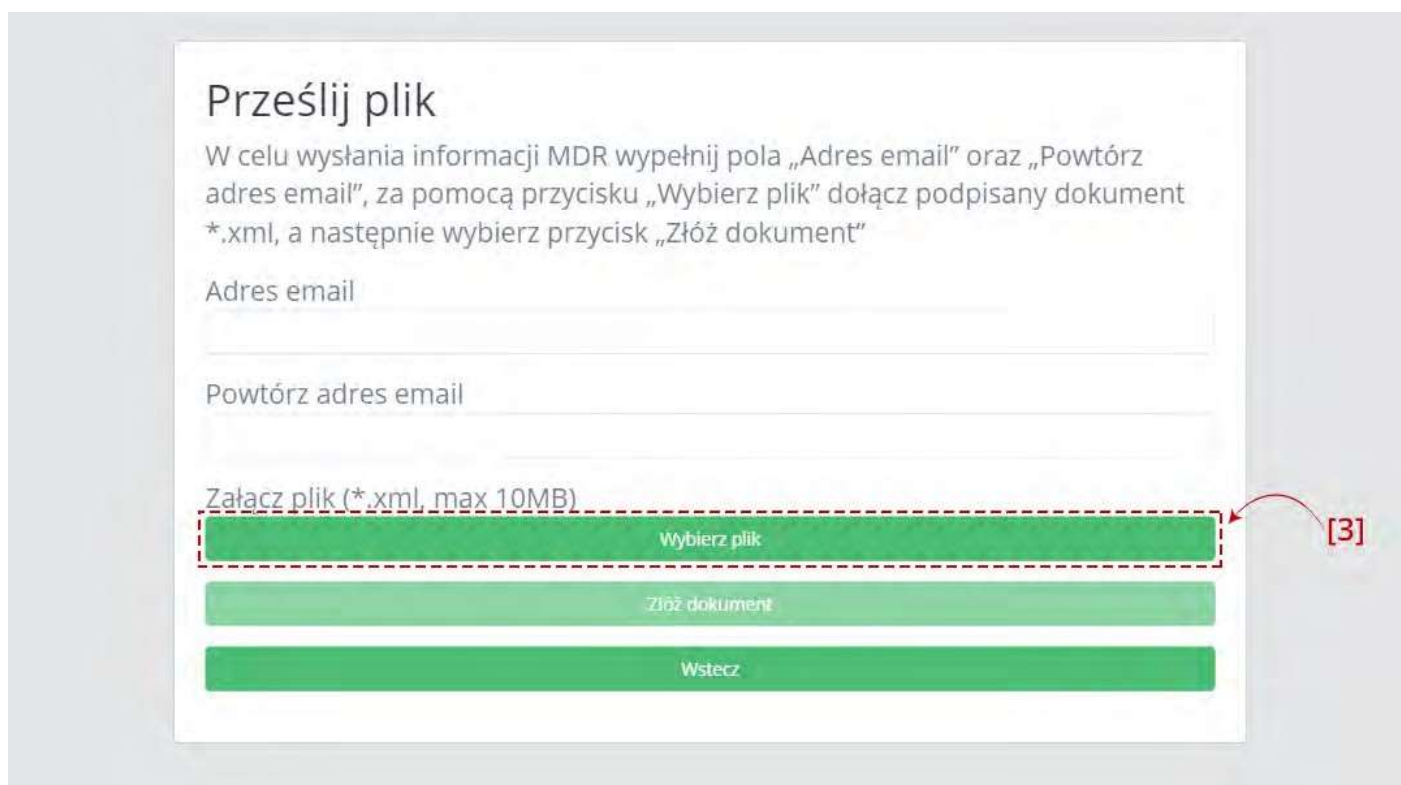 Prześlij plik
W celu wysłania informacji MDR wypełnij pola „Adres email” oraz „Powtórz
adres email”, za pomocą przycisku „Wybierz plik” dołącz podpisany dokument
*.xml, a następnie wybierz przycisk „Złóż dokument”
Adres email
Powtórz adres email
Załącz plik (*.xml, max 10MB)
Wybierz plik
[3]
Złóż dokument
Wstecz